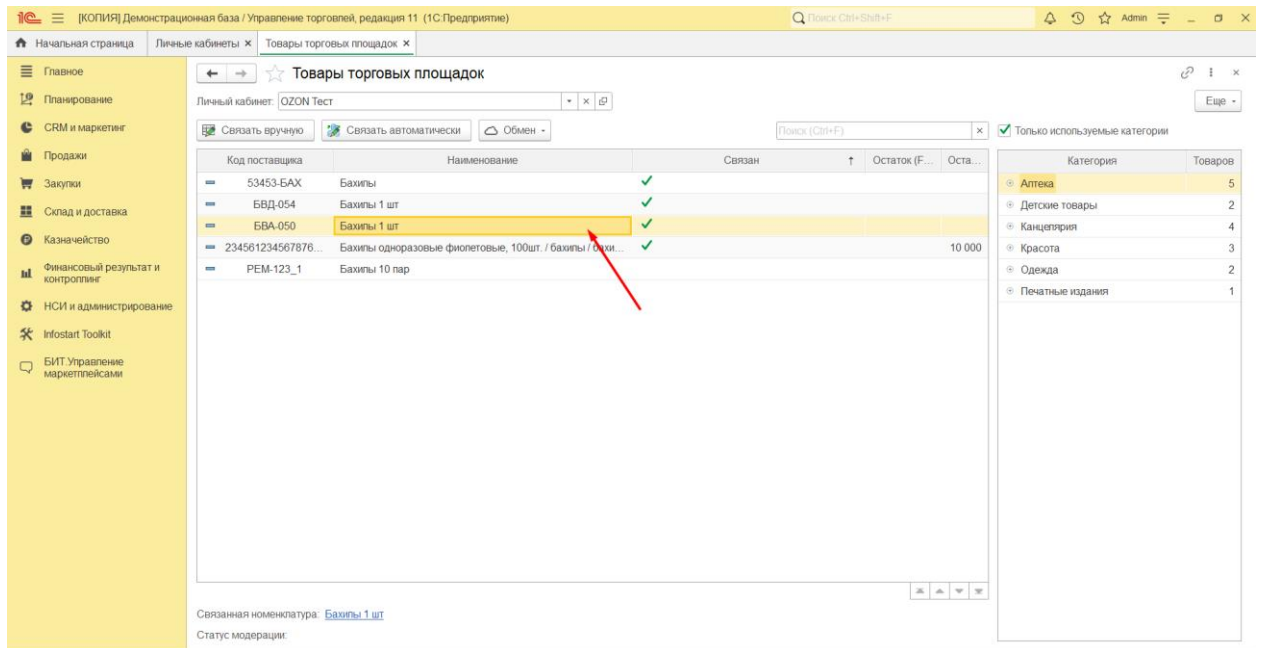 [КОПИЯ] Демонстрационная база / Управление торговлей, редакция 11 (1С:Предприятие)
Поиск Ctrl+Shift+F
Admin
Начальная страница
Личные кабинеты ×
Товары торговых площадок ×
Главное
Планирование
CRM и маркетинг
Продажи
Закупки
Склад и доставка
Казначейство
Финансовый результат и
контроллинг
НСИ и администрирование
Infostart Toolkit
БИТ.Управление
маркетплейсами
Товары торговых площадок
Личный кабинет: OZON Тест
Еще
Связать вручную
Связать автоматически
Обмен
Поиск (Ctrl+F)
Только используемые категории
Код поставщика Наименование Связан ↑ Остаток (F... Оста...
53453-БАХ Бахилы
БВД-054 Бахилы 1 шт
БВА-050 Бахилы 1 шт
234561234567876... Бахилы одноразовые фиолетовые, 100шт. / бахилы / бахи... 10 000
РЕМ-123_1 Бахилы 10 пар
Категория Товаров
Аптека 5
Детские товары 2
Канцелярия 4
Красота 3
Одежда 2
Печатные издания 1
Связанная номенклатура: Бахилы 1 шт
Статус модерации: